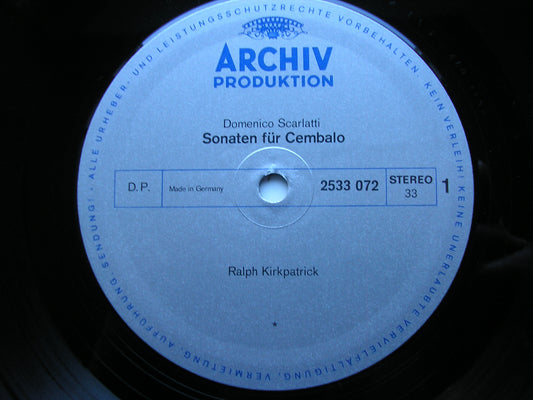 ARCHIV
PRODUKTION
Domenico Scarlatti
Sonaten für Cembalo
D.P.
Made in Germany
2533 072
STEREO
33
1
Ralph Kirkpatrick
*
• ALLE URHEBER- UND LEISTUNGSSCHUTZRECHTE VORBEHALTEN · KEIN VERLEIH! KEINE UNERLAUBTE VERVIELFÄLTIGUNG, VERMIETUNG, AUFFÜHRUNG, SENDUNG!